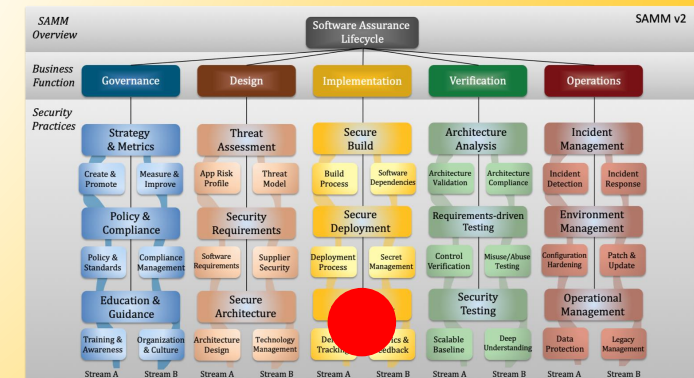 SAMM
Overview
Software Assurance
Lifecycle
SAMM v2
Business
Function
Governance
Design
Implementation
Verification
Operations
Security
Practices
Strategy
& Metrics
Threat
Assessment
Secure
Build
Architecture
Analysis
Incident
Management
Create &
Promote
Measure &
Improve
App Risk
Profile
Threat
Model
Build
Process
Software
Dependencies
Architecture
Validation
Architecture
Compliance
Incident
Detection
Incident
Response
Policy &
Compliance
Security
Requirements
Secure
Deployment
Requirements-driven
Testing
Environment
Management
Policy &
Standards
Compliance
Management
Software
Requirements
Supplier
Security
Deployment
Process
Secret
Management
Control
Verification
Misuse/Abuse
Testing
Configuration
Hardening
Patch &
Update
Education &
Guidance
Secure
Architecture
Security
Testing
Operational
Management
Training &
Awareness
Organization
& Culture
Architecture
Design
Technology
Management
Scalable
Baseline
Deep
Understanding
Data
Protection
Legacy
Management
Stream A
Stream B
Stream A
Stream B
Stream A
Stream B
Stream A
Stream B
Stream A
Stream B